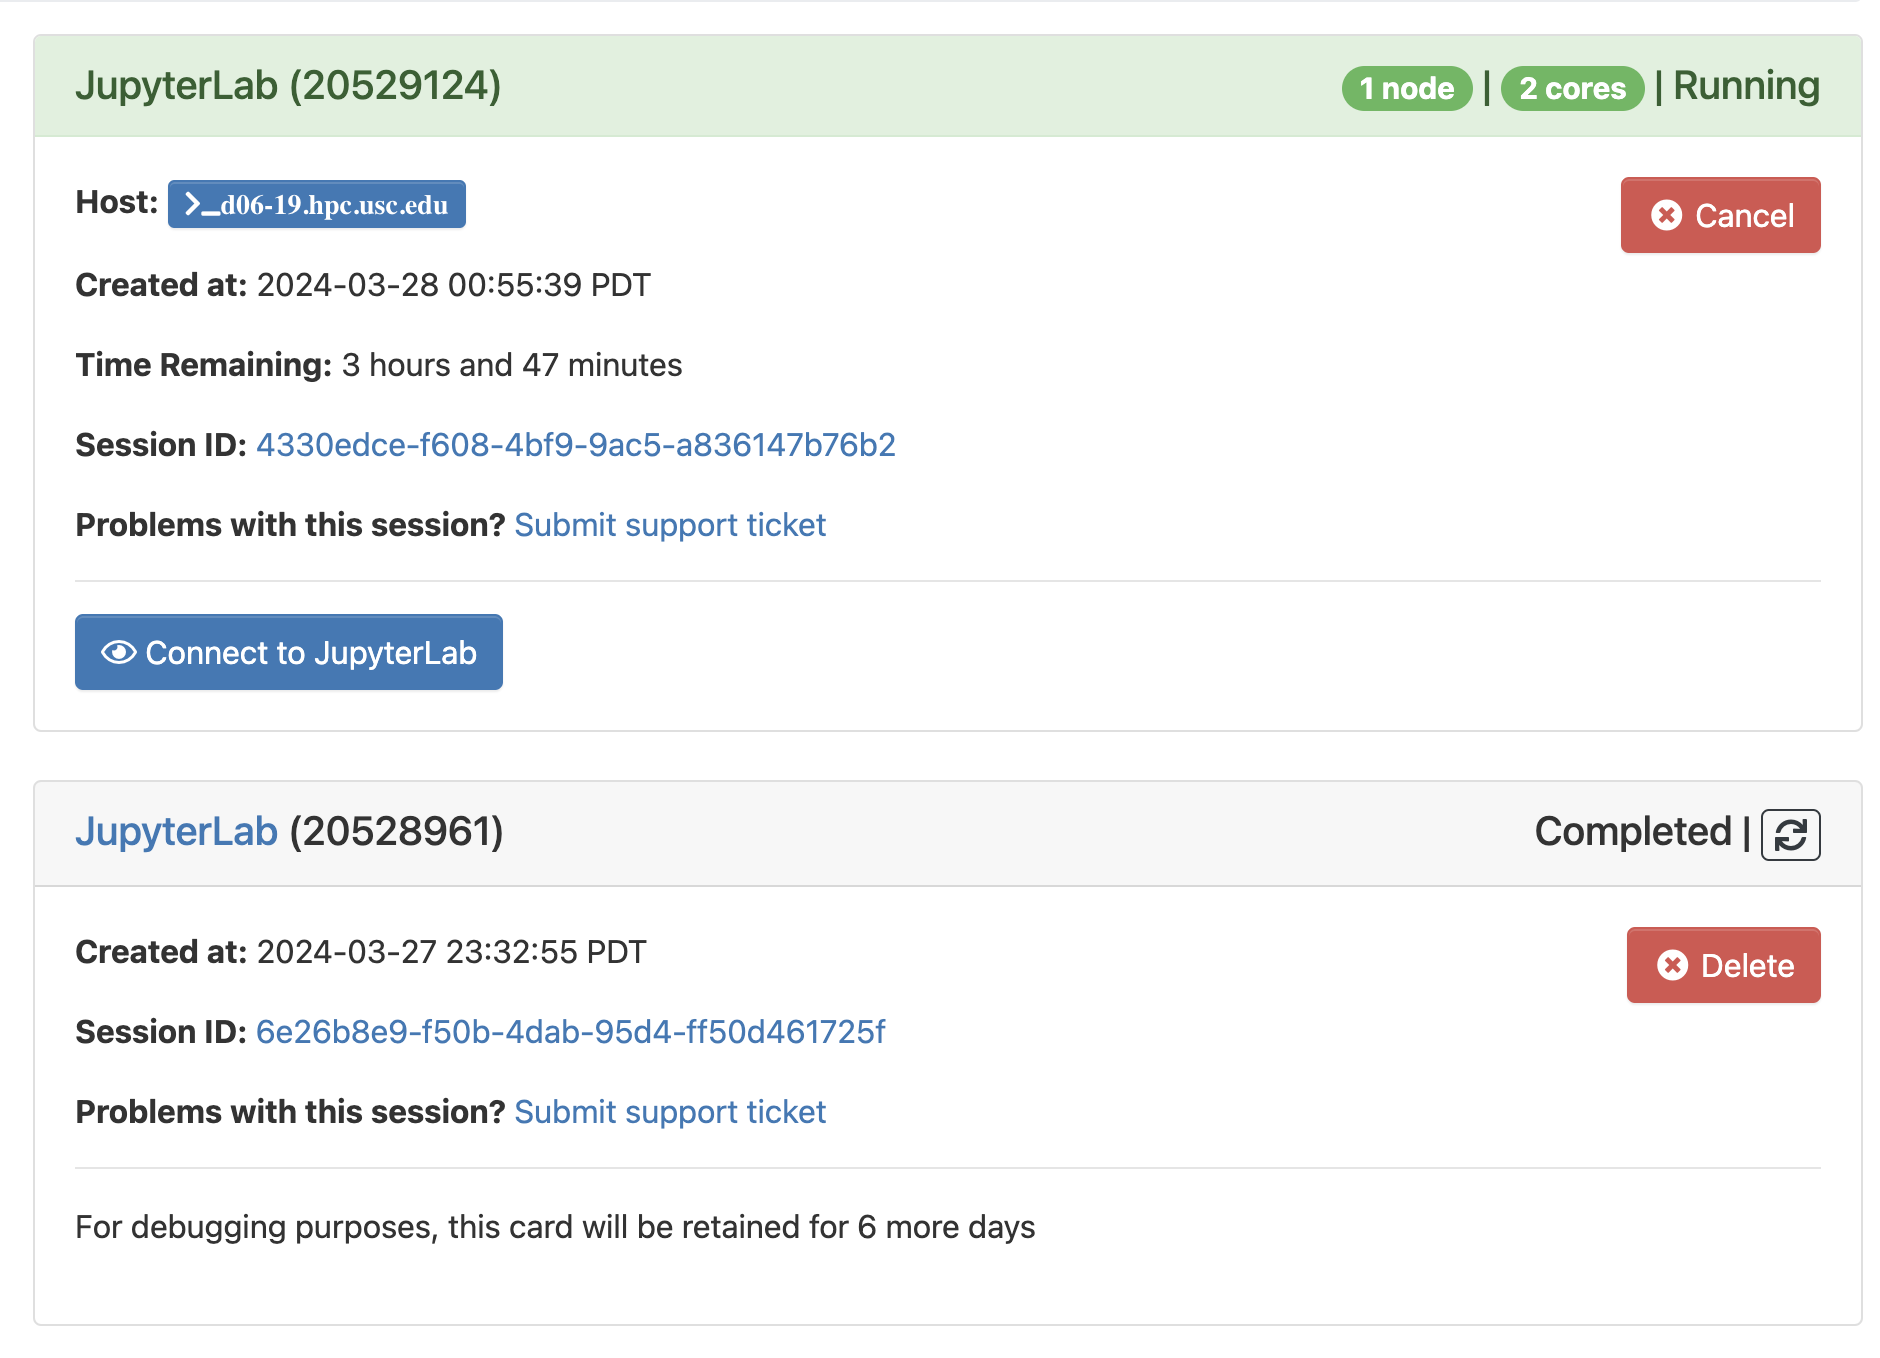 JupyterLab (20529124)
1 node | 2 cores | Running
Host: >_d06-19.hpc.usc.edu
Cancel
Created at: 2024-03-28 00:55:39 PDT
Time Remaining: 3 hours and 47 minutes
Session ID: 4330edce-f608-4bf9-9ac5-a836147b76b2
Problems with this session? Submit support ticket
Connect to JupyterLab
JupyterLab (20528961)
Completed |
Created at: 2024-03-27 23:32:55 PDT
Delete
Session ID: 6e26b8e9-f50b-4dab-95d4-ff50d461725f
Problems with this session? Submit support ticket
For debugging purposes, this card will be retained for 6 more days